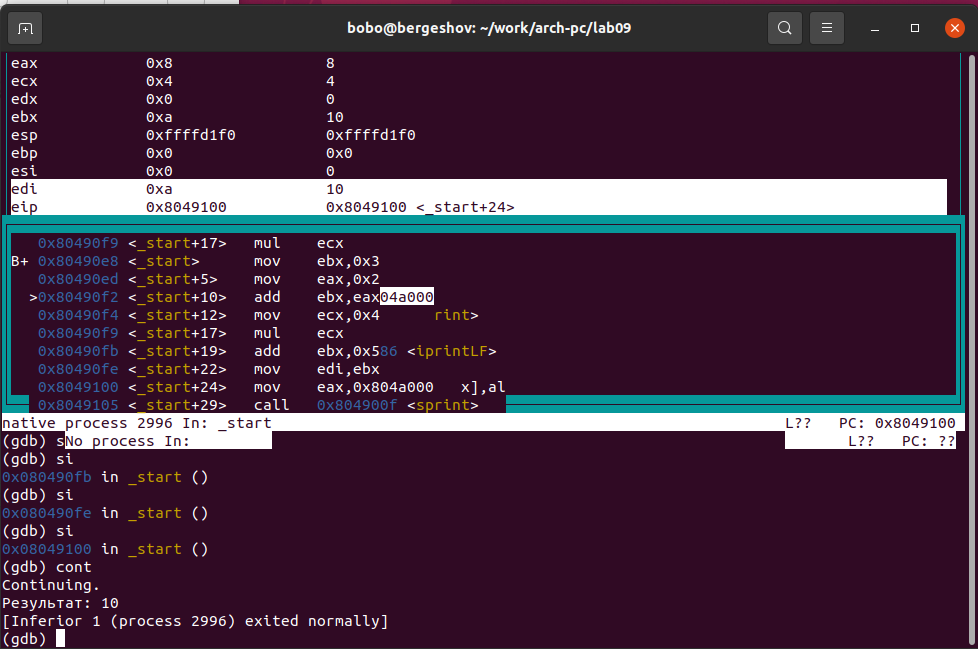 bobo@bergeshov: ~/work/arch-pc/lab09
eax 0x8 8
ecx 0x4 4
edx 0x0 0
ebx 0xa 10
esp 0xffffd1f0 0xffffd1f0
ebp 0x0 0x0
esi 0x0 0
edi 0xa 10
eip 0x8049100 0x8049100 <_start+24>
0x80490f9 <_start+17> mul ecx
B+ 0x80490e8 <_start> mov ebx,0x3
0x80490ed <_start+5> mov eax,0x2
>0x80490f2 <_start+10> add ebx,eax04a000
0x80490f4 <_start+12> mov ecx,0x4 rint>
0x80490f9 <_start+17> mul ecx
0x80490fb <_start+19> add ebx,0x586 <iprintLF>
0x80490fe <_start+22> mov edi,ebx
0x8049100 <_start+24> mov eax,0x804a000 x],al
0x8049105 <_start+29> call 0x804900f <sprint>
native process 2996 In: _start L?? PC: 0x8049100
(gdb) sNo process In: L?? PC: ??
(gdb) si
0x080490fb in _start ()
(gdb) si
0x080490fe in _start ()
(gdb) si
0x08049100 in _start ()
(gdb) cont
Continuing.
Результат: 10
[Inferior 1 (process 2996) exited normally]
(gdb)